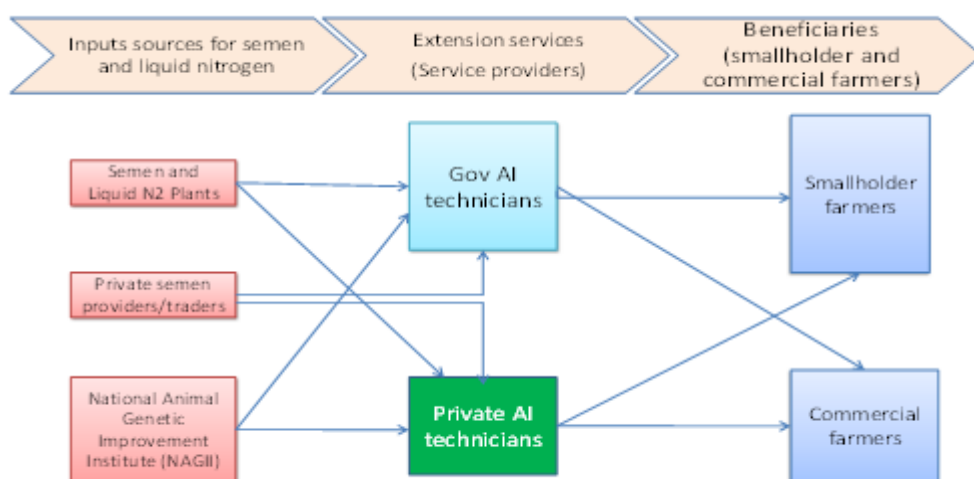 Inputs sources for semen
and liquid nitrogen
Extension services
(Service providers)
Beneficiaries
(smallholder and
commercial farmers)
Semen and
Liquid N2 Plants
Gov AI
technicians
Smallholder
farmers
Private semen
providers/traders
National Animal
Genetic
Improvement
Institute (NAGII)
Private AI
technicians
Commercial
farmers